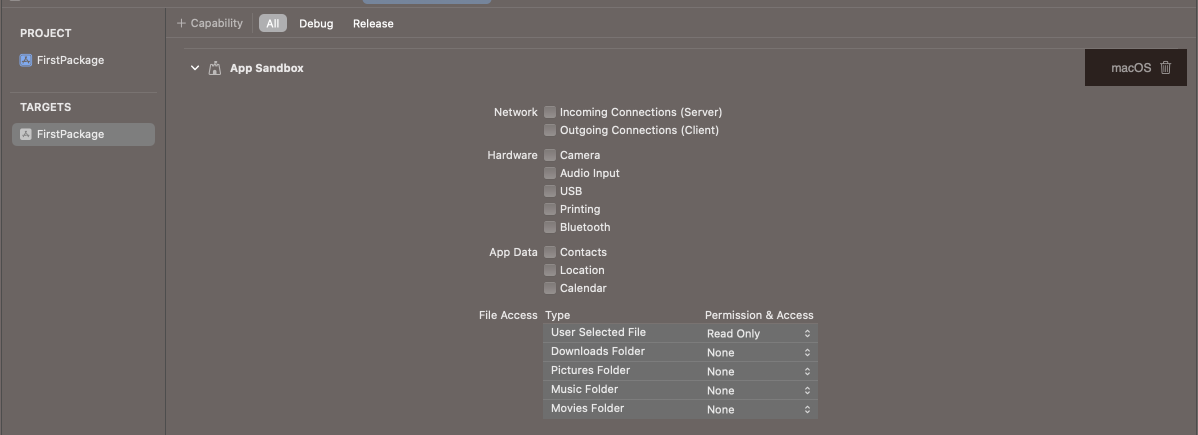 + Capability All Debug Release
PROJECT
FirstPackage
TARGETS
FirstPackage
App Sandbox
macOS
Network Incoming Connections (Server)
Outgoing Connections (Client)
Hardware Camera
Audio Input
USB
Printing
Bluetooth
App Data Contacts
Location
Calendar
File Access Type Permission & Access
User Selected File Read Only
Downloads Folder None
Pictures Folder None
Music Folder None
Movies Folder None